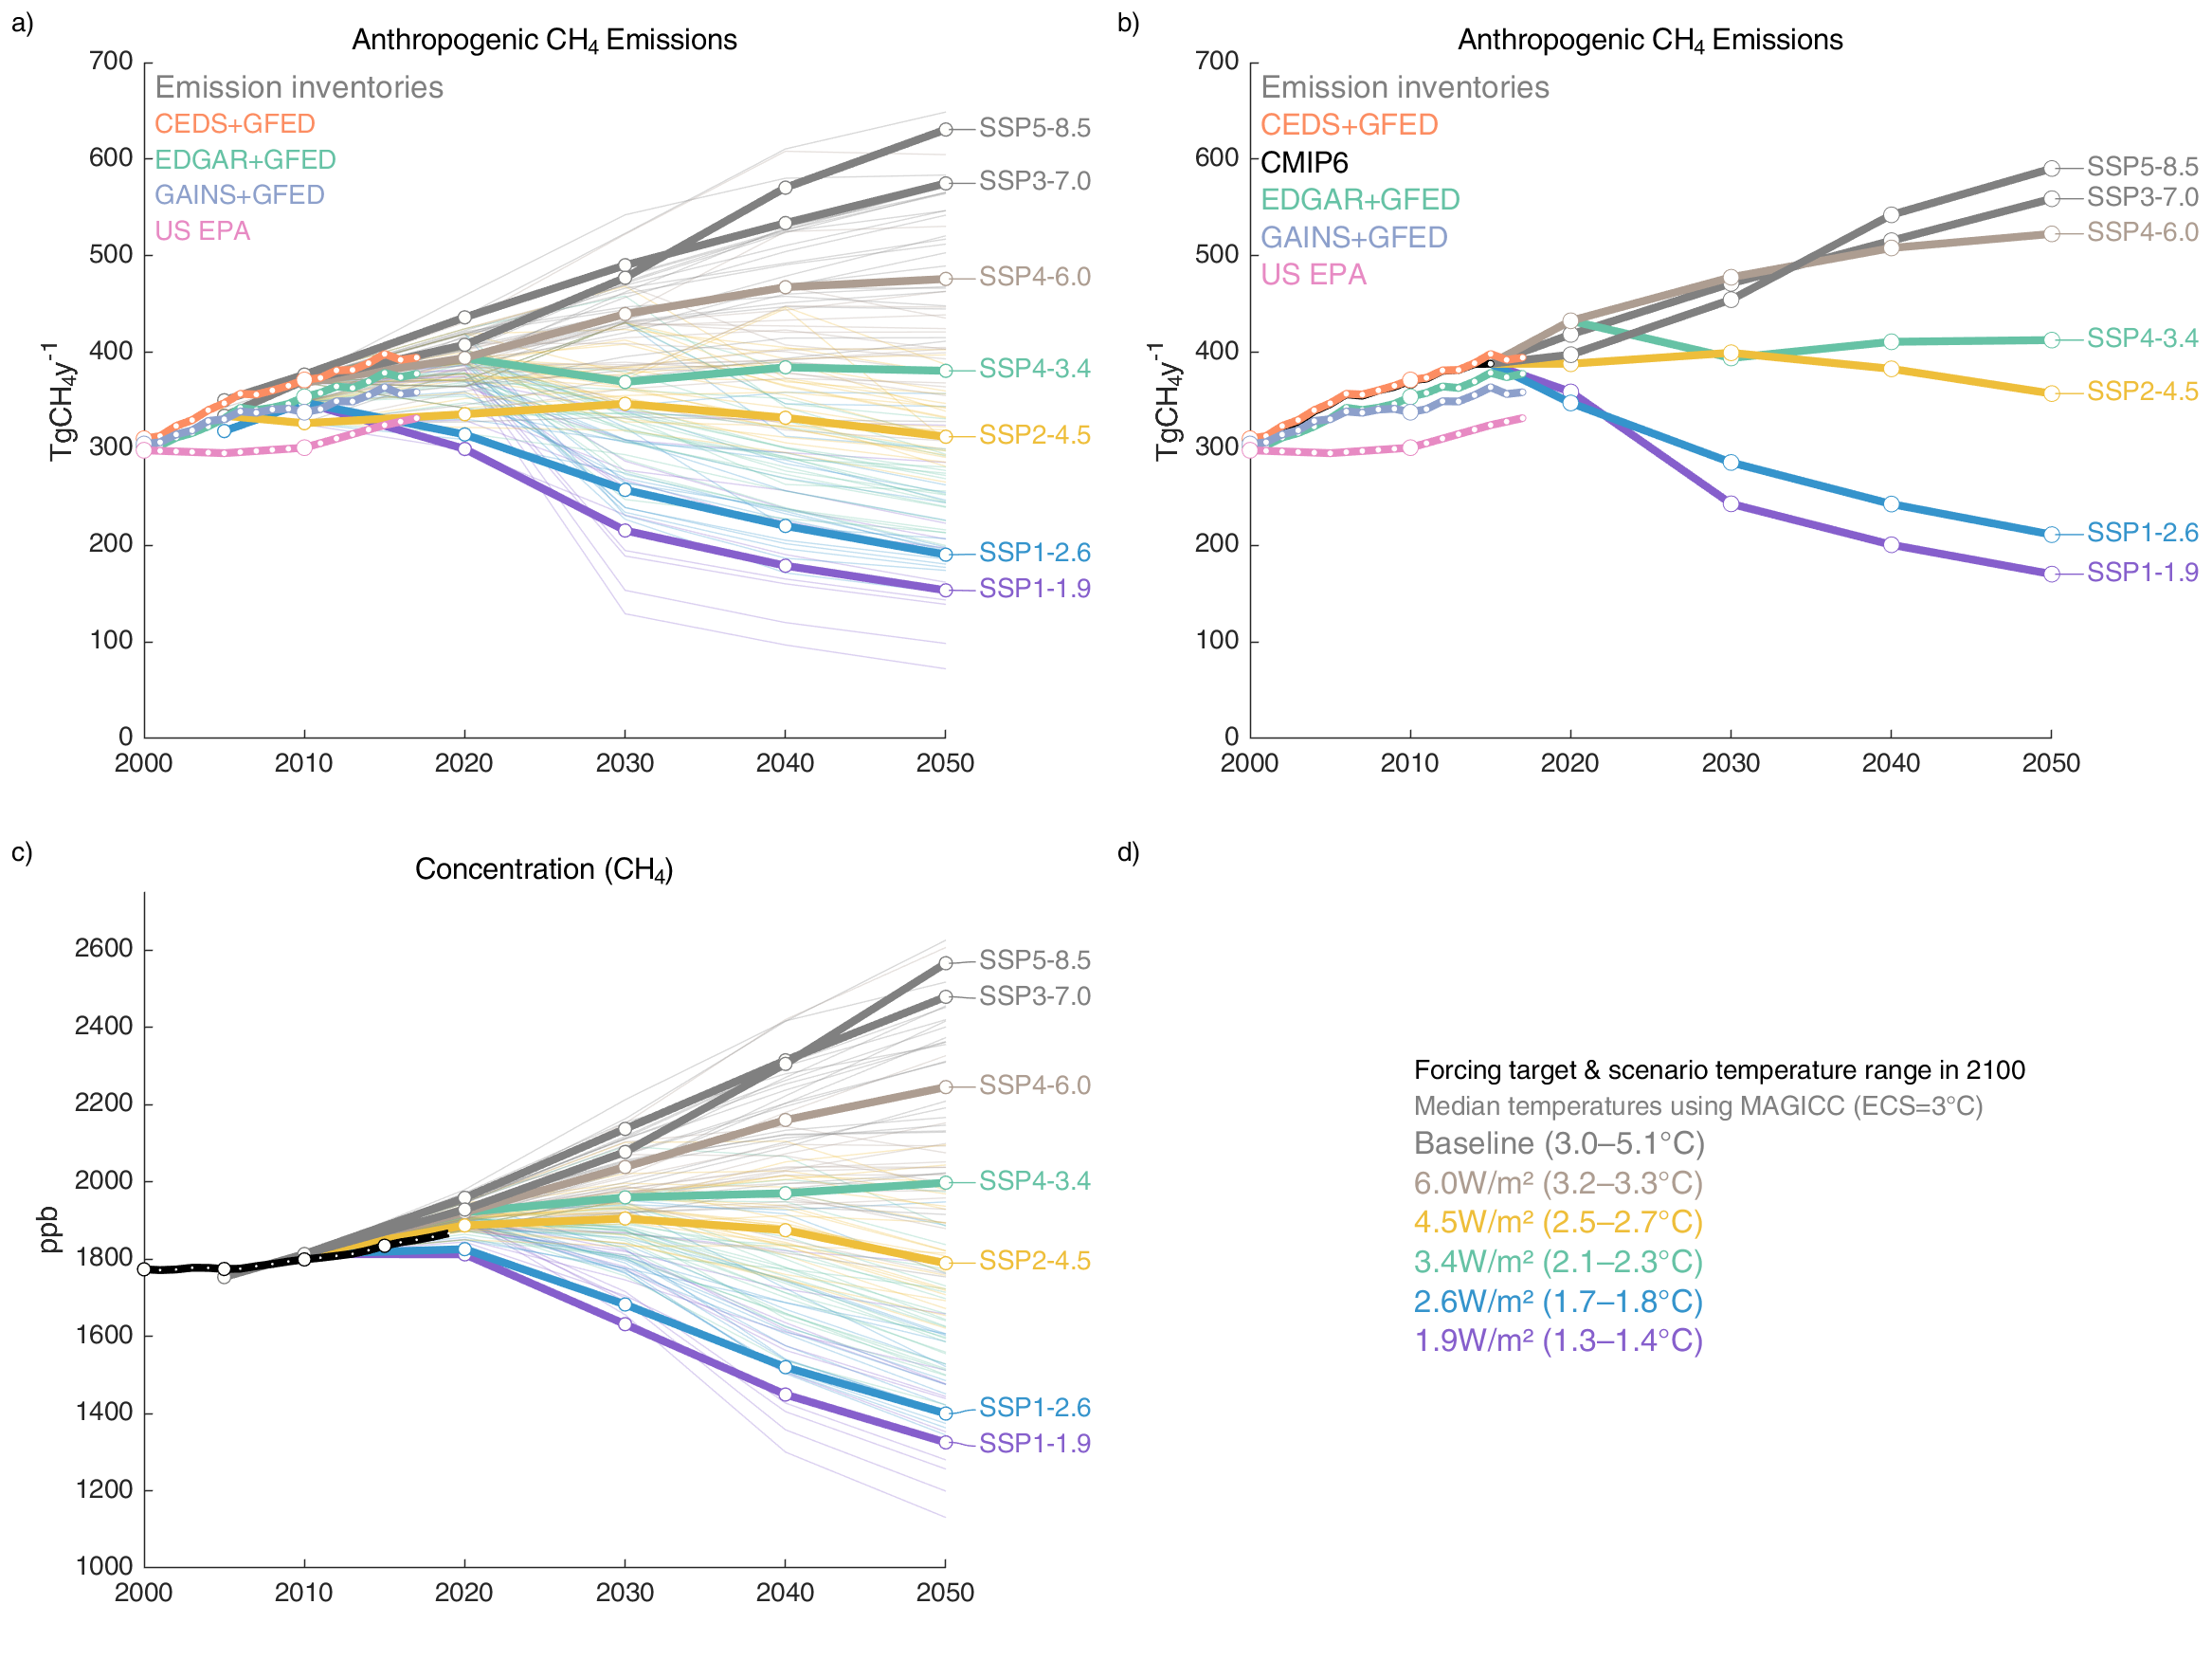 a)
Anthropogenic CH₄ Emissions
700
600
500
400
300
200
100
0
TgCH₄y⁻¹
Emission inventories
CEDS+GFED
EDGAR+GFED
GAINS+GFED
US EPA
SSP5-8.5
SSP3-7.0
SSP4-6.0
SSP4-3.4
SSP2-4.5
SSP1-2.6
SSP1-1.9
2000 2010 2020 2030 2040 2050
b)
Anthropogenic CH₄ Emissions
700
600
500
400
300
200
100
0
TgCH₄y⁻¹
Emission inventories
CEDS+GFED
CMIP6
EDGAR+GFED
GAINS+GFED
US EPA
SSP5-8.5
SSP3-7.0
SSP4-6.0
SSP4-3.4
SSP2-4.5
SSP1-2.6
SSP1-1.9
2000 2010 2020 2030 2040 2050
c)
Concentration (CH₄)
2600
2400
2200
2000
1800
1600
1400
1200
1000
ppb
SSP5-8.5
SSP3-7.0
SSP4-6.0
SSP4-3.4
SSP2-4.5
SSP1-2.6
SSP1-1.9
2000 2010 2020 2030 2040 2050
d)
Forcing target & scenario temperature range in 2100
Median temperatures using MAGICC (ECS=3°C)
Baseline (3.0–5.1°C)
6.0W/m² (3.2–3.3°C)
4.5W/m² (2.5–2.7°C)
3.4W/m² (2.1–2.3°C)
2.6W/m² (1.7–1.8°C)
1.9W/m² (1.3–1.4°C)